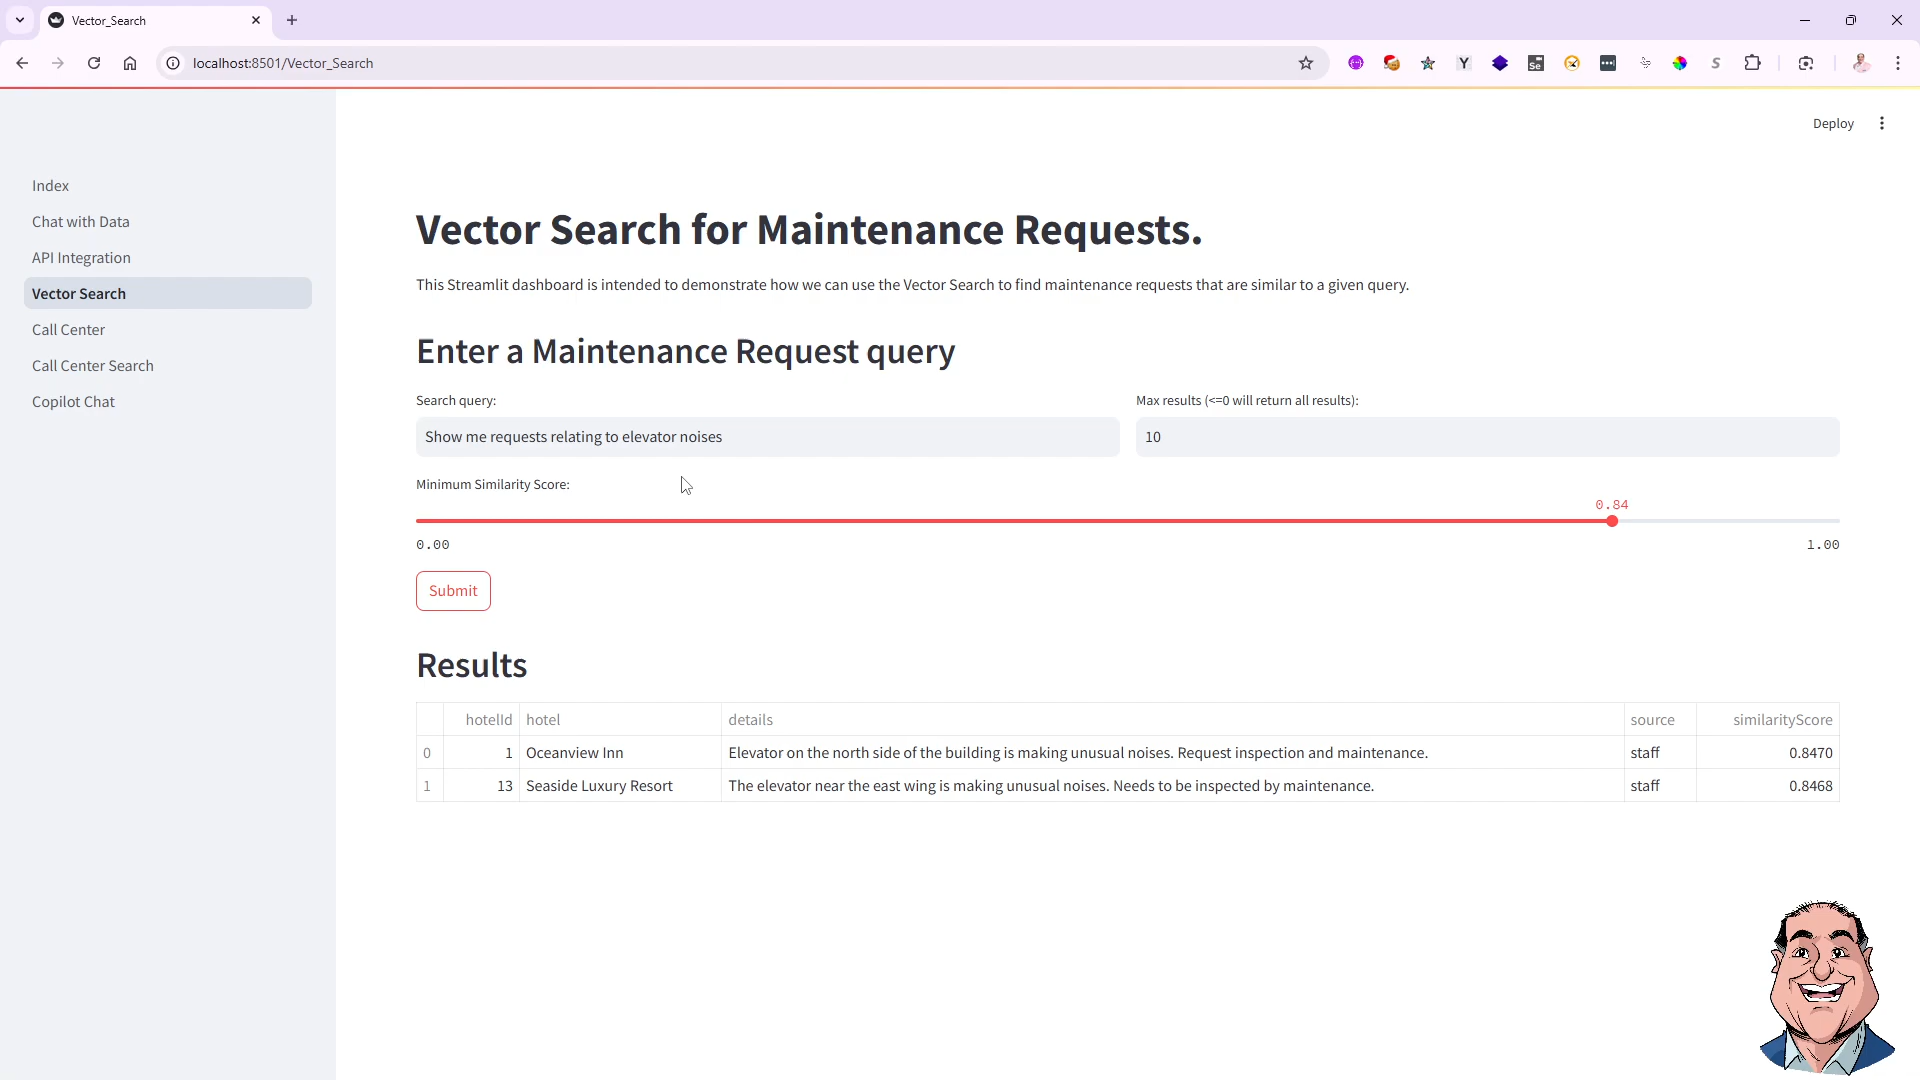 Vector_Search
localhost:8501/Vector_Search
Y
Se
S
Deploy
Index
Chat with Data
API Integration
Vector Search
Call Center
Call Center Search
Copilot Chat
Vector Search for Maintenance Requests.
This Streamlit dashboard is intended to demonstrate how we can use the Vector Search to find maintenance requests that are similar to a given query.
Enter a Maintenance Request query
Search query: Max results (<=0 will return all results):
Show me requests relating to elevator noises 10
Minimum Similarity Score:
0.84
0.00 1.00
Submit
Results
hotelId hotel details source similarityScore
0 1 Oceanview Inn Elevator on the north side of the building is making unusual noises. Request inspection and maintenance. staff 0.8470
1 13 Seaside Luxury Resort The elevator near the east wing is making unusual noises. Needs to be inspected by maintenance. staff 0.8468